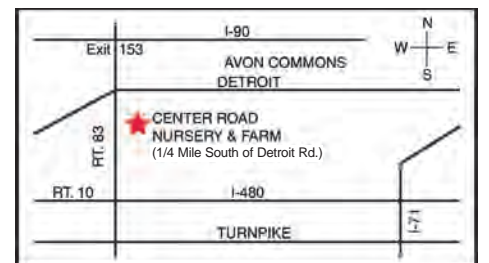 I-90
N
W E
S
Exit 153
AVON COMMONS
DETROIT
CENTER ROAD
NURSERY & FARM
(1/4 Mile South of Detroit Rd.)
RT. 83
RT. 10
I-480
I-71
TURNPIKE